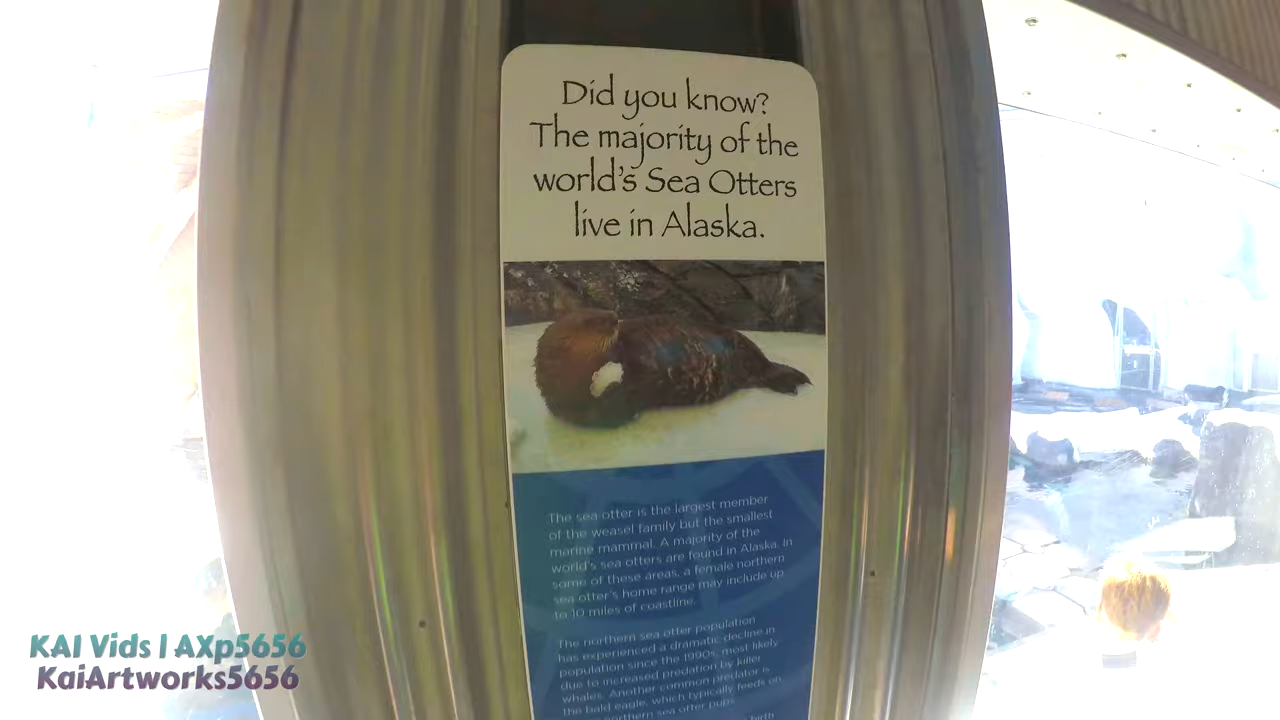 Did you know?
The majority of the
world's Sea Otters
live in Alaska.
The sea otter is the largest member
of the weasel family but the smallest
marine mammal. A majority of the
world's sea otters are found in Alaska. In
some of these areas, a female northern
sea otter's home range may include up
to 10 miles of coastline.
The northern sea otter population
has experienced a dramatic decline in
population since the 1990s, most likely
due to increased predation by killer
whales. Another common predator is
the bald eagle, which typically feeds on
northern sea otter pups.
birth
KAI Vids | AXp5656
KaiArtworks5656